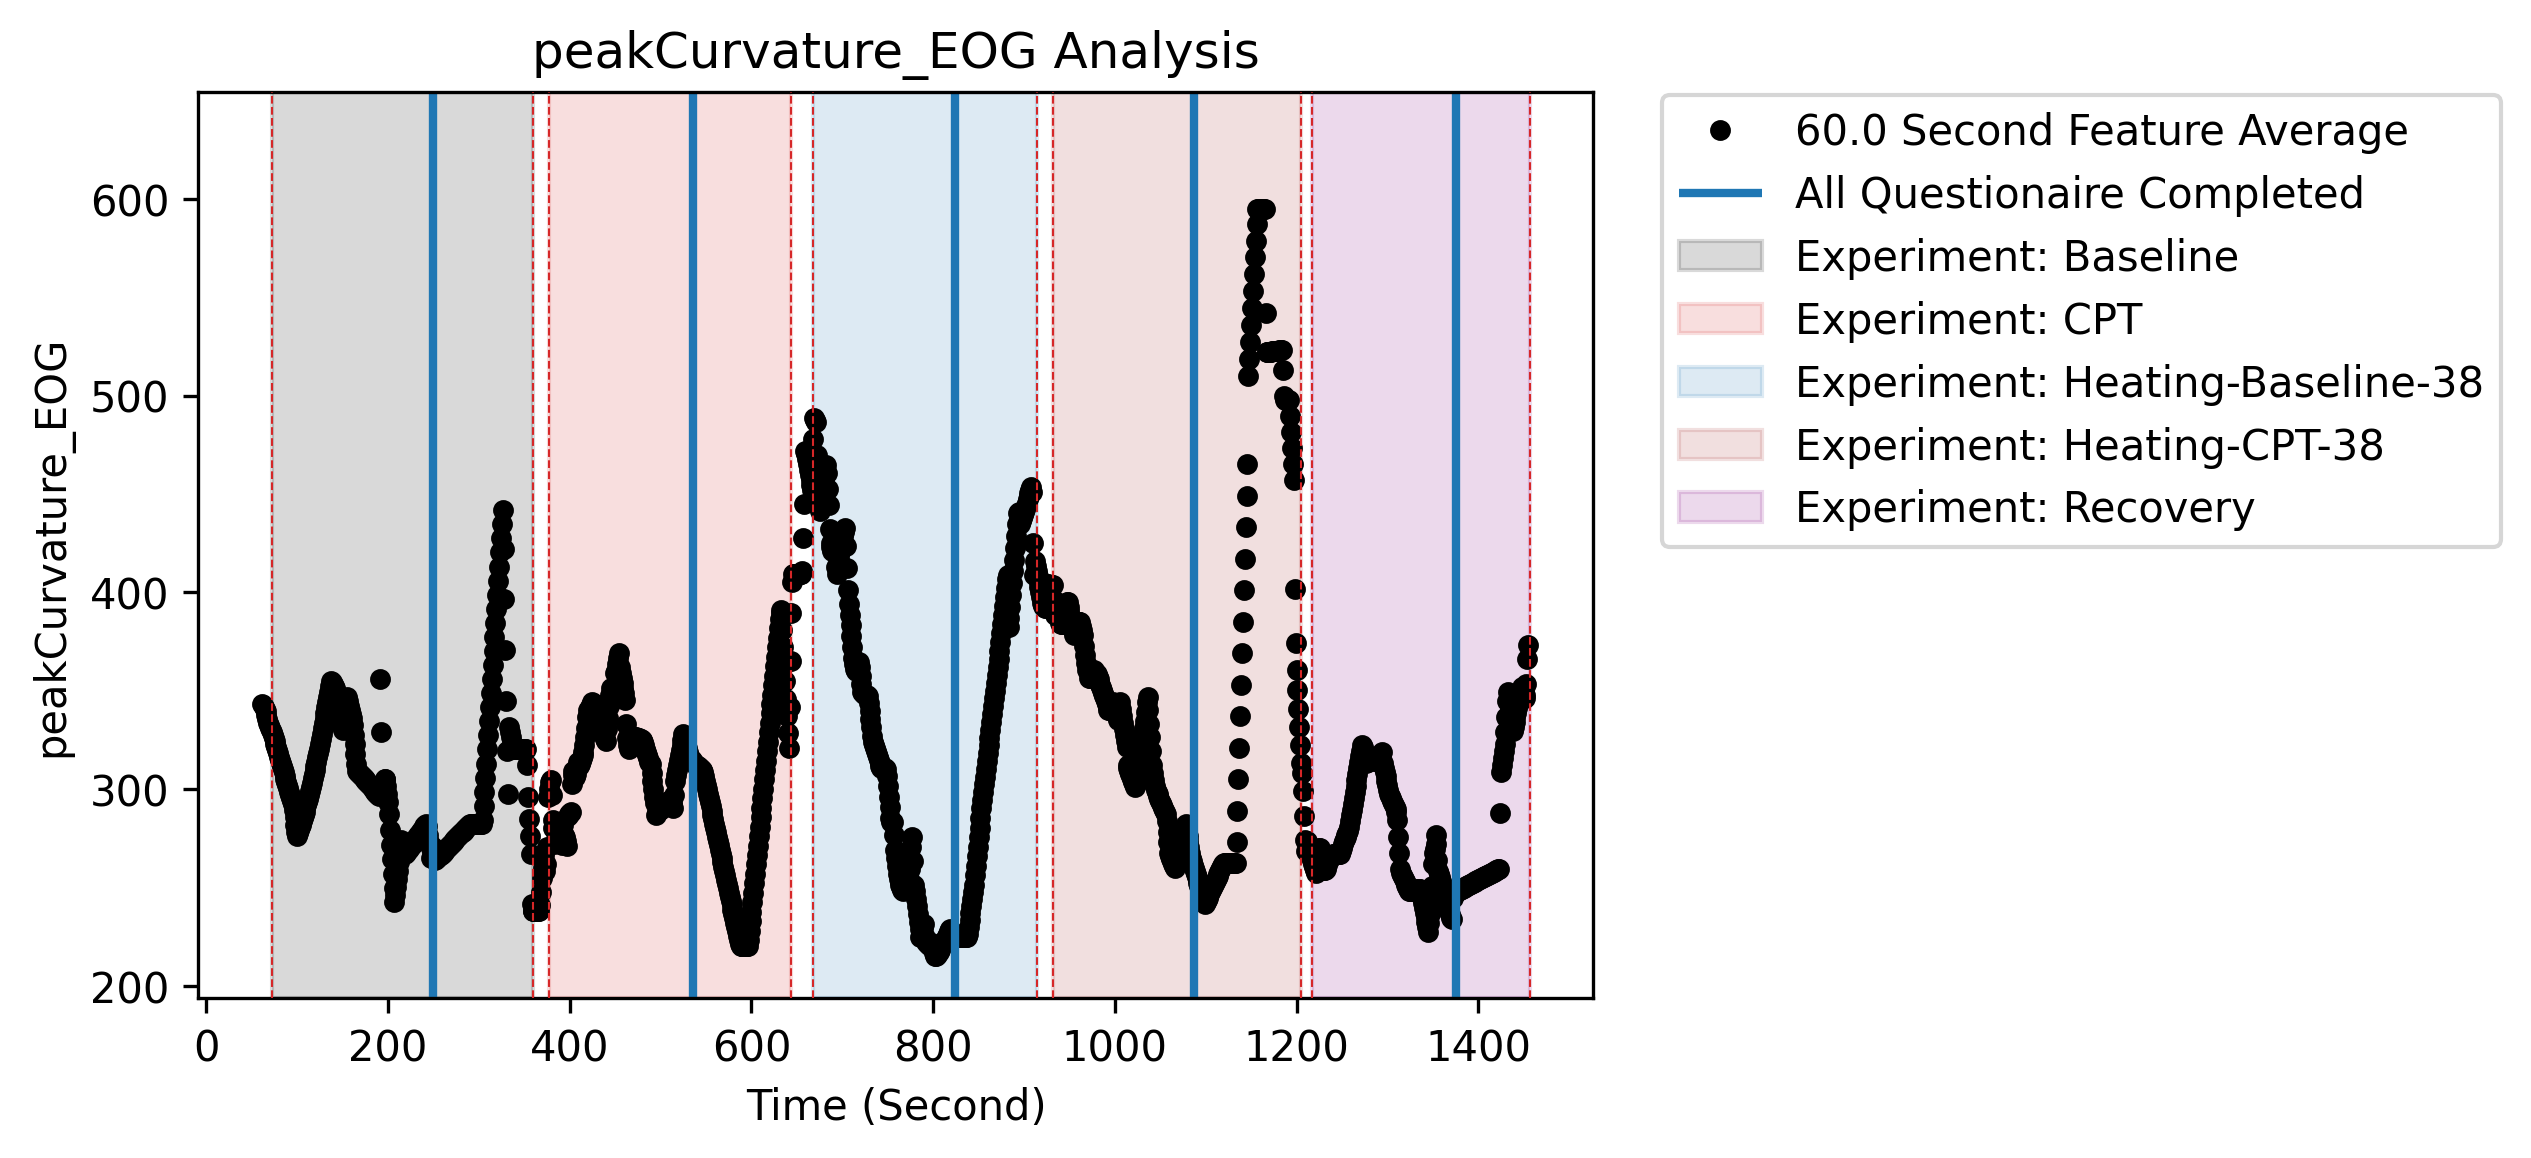 peakCurvature_EOG Analysis
peakCurvature_EOG
600
500
400
300
200
0
200
400
600
800
1000
1200
1400
Time (Second)
60.0 Second Feature Average
All Questionaire Completed
Experiment: Baseline
Experiment: CPT
Experiment: Heating-Baseline-38
Experiment: Heating-CPT-38
Experiment: Recovery